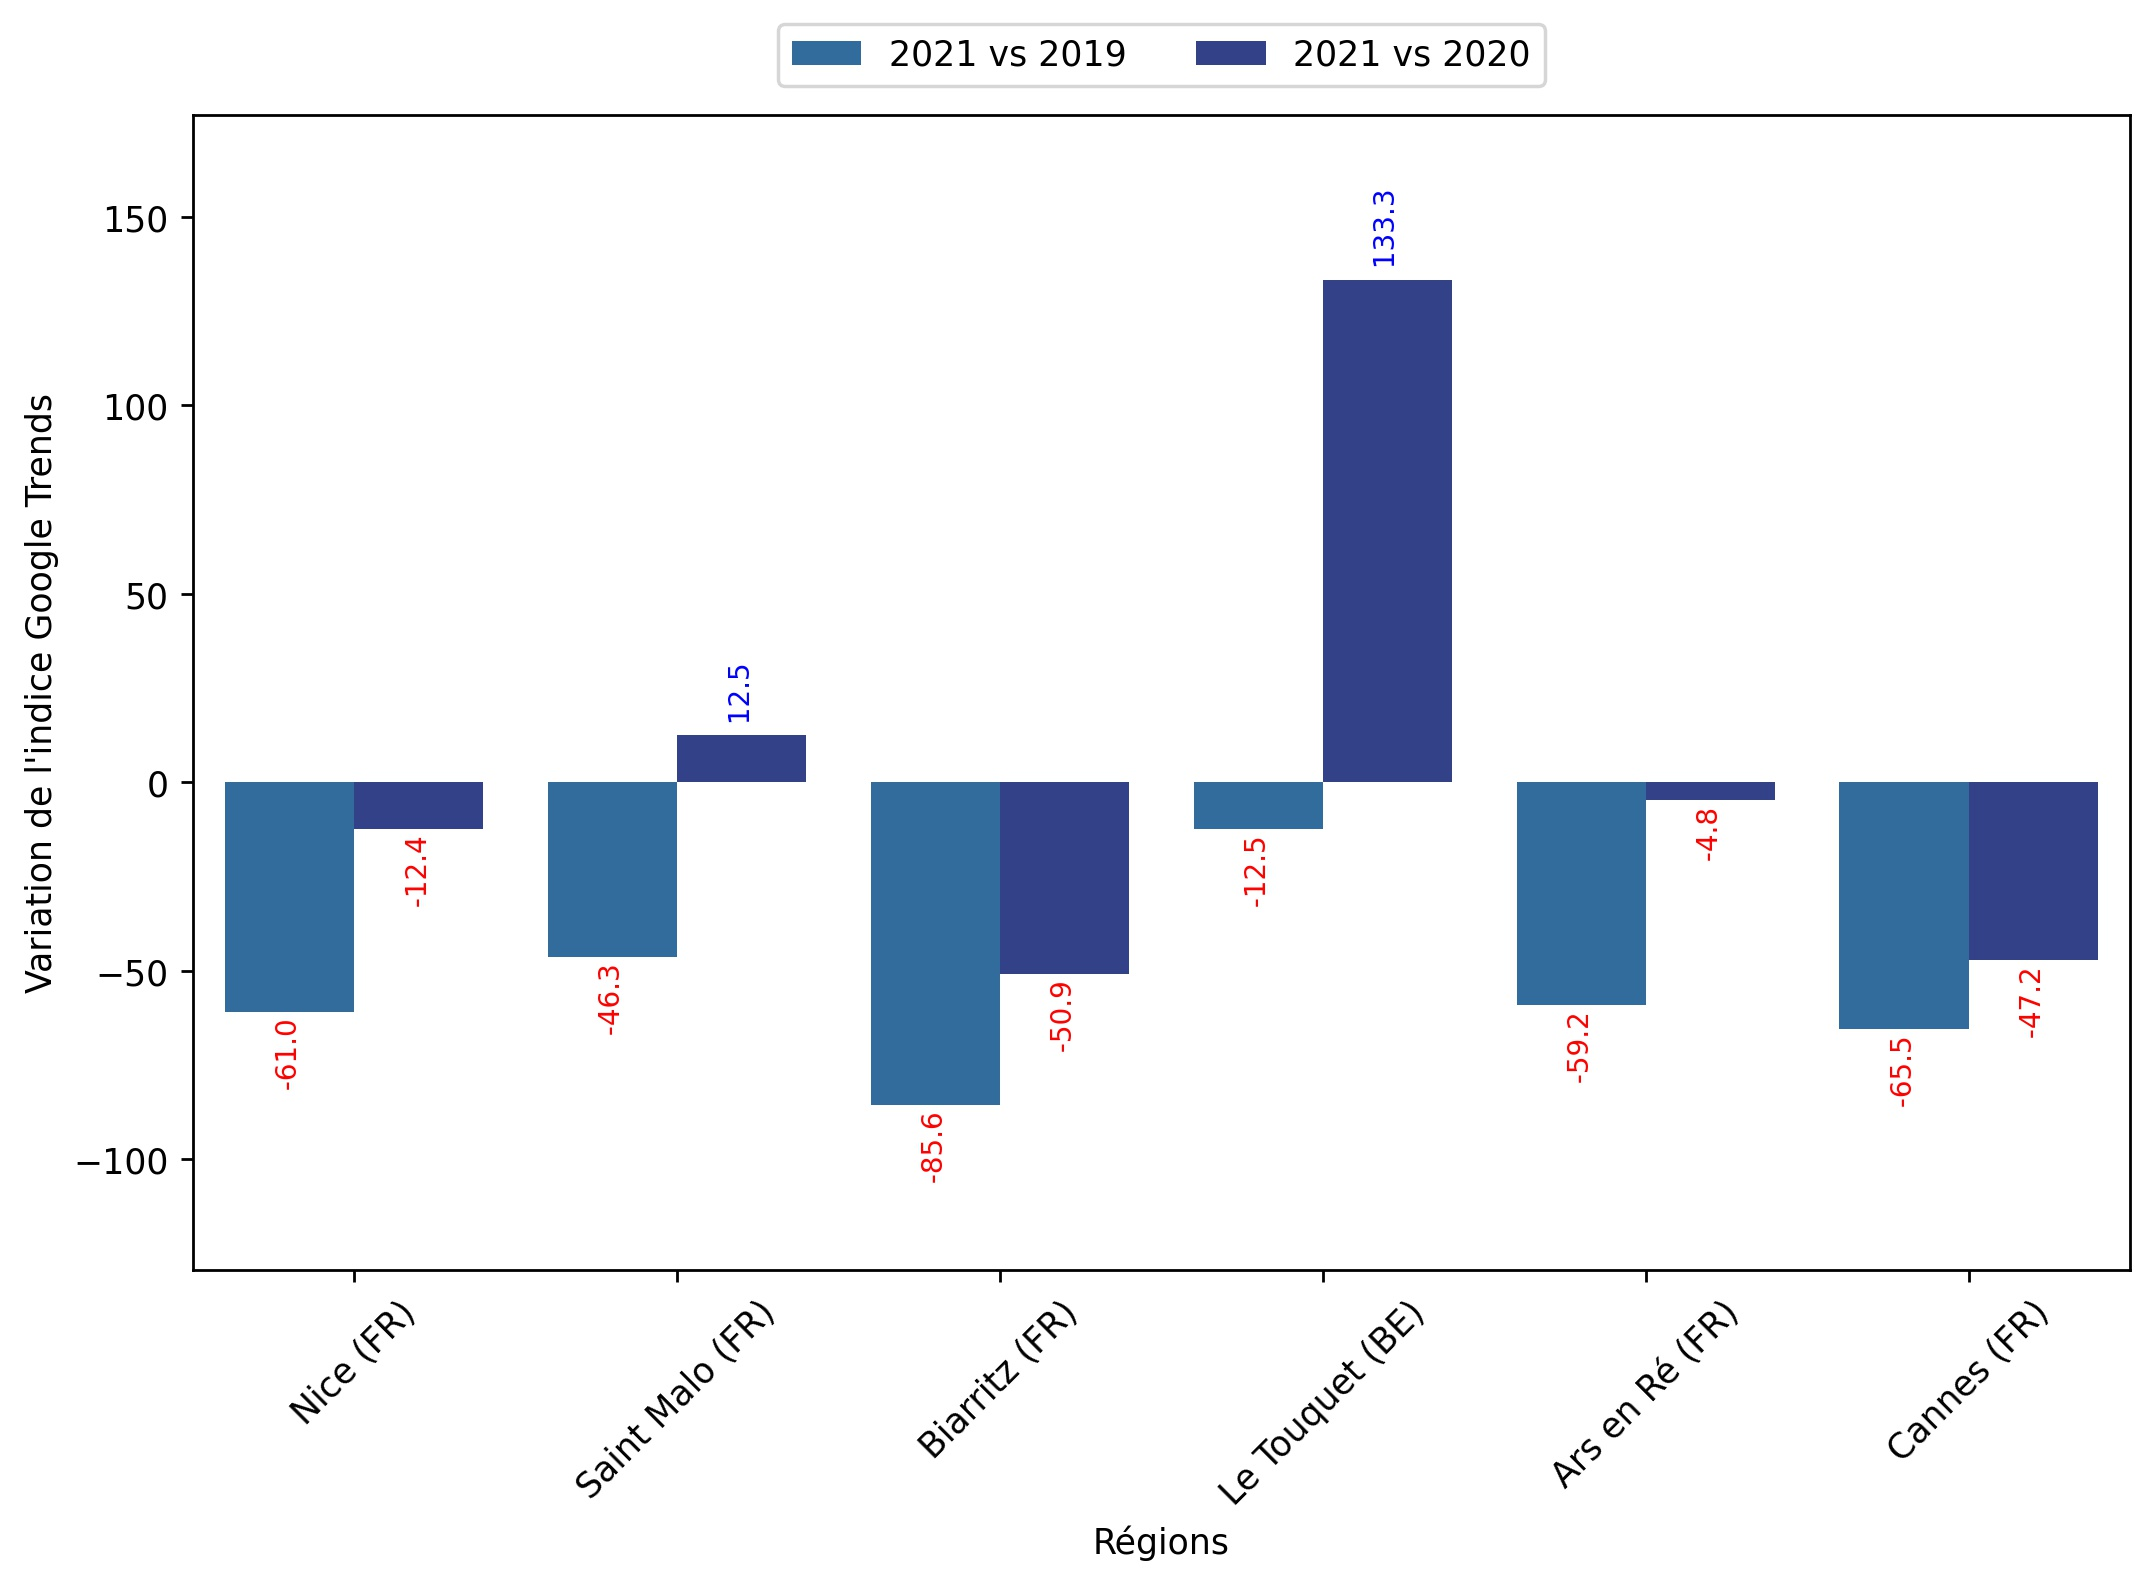 2021 vs 2019
2021 vs 2020
Variation de l'indice Google Trends
150
100
50
0
−50
−100
-61.0
-12.4
-46.3
12.5
-85.6
-50.9
-12.5
133.3
-59.2
-4.8
-65.5
-47.2
Nice (FR)
Saint Malo (FR)
Biarritz (FR)
Le Touquet (BE)
Ars en Ré (FR)
Cannes (FR)
Régions